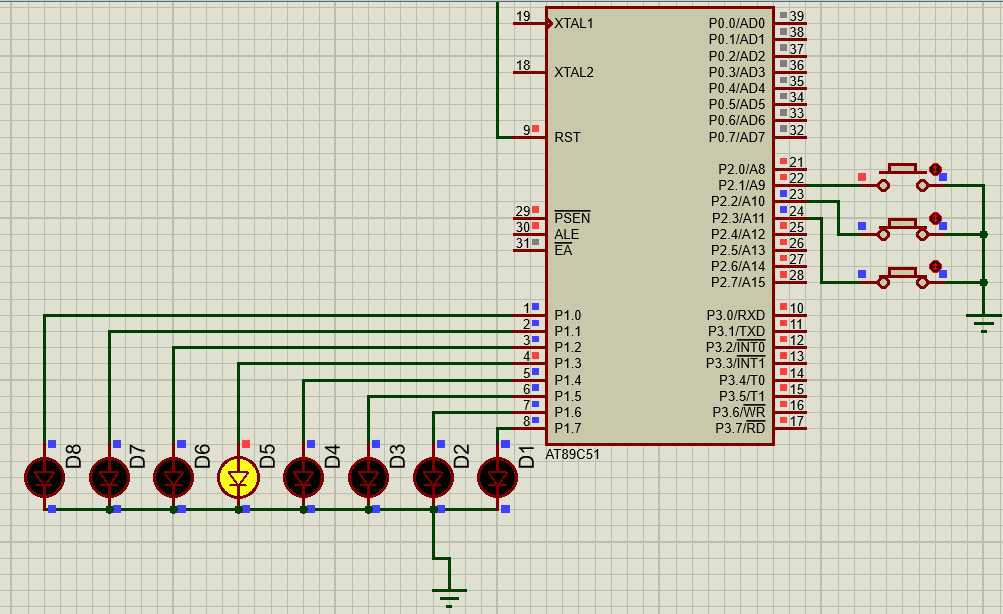 19 XTAL1 P0.0/AD0 39
P0.1/AD1 38
P0.2/AD2 37
18 XTAL2 P0.3/AD3 36
P0.4/AD4 35
P0.5/AD5 34
P0.6/AD6 33
9 RST P0.7/AD7 32
P2.0/A8 21
P2.1/A9 22
P2.2/A10 23
29 PSEN P2.3/A11 24
30 ALE P2.4/A12 25
31 EA P2.5/A13 26
P2.6/A14 27
P2.7/A15 28
1 P1.0 P3.0/RXD 10
2 P1.1 P3.1/TXD 11
3 P1.2 P3.2/INT0 12
4 P1.3 P3.3/INT1 13
5 P1.4 P3.4/T0 14
6 P1.5 P3.5/T1 15
7 P1.6 P3.6/WR 16
8 P1.7 P3.7/RD 17
AT89C51
D8 D7 D6 D5 D4 D3 D2 D1